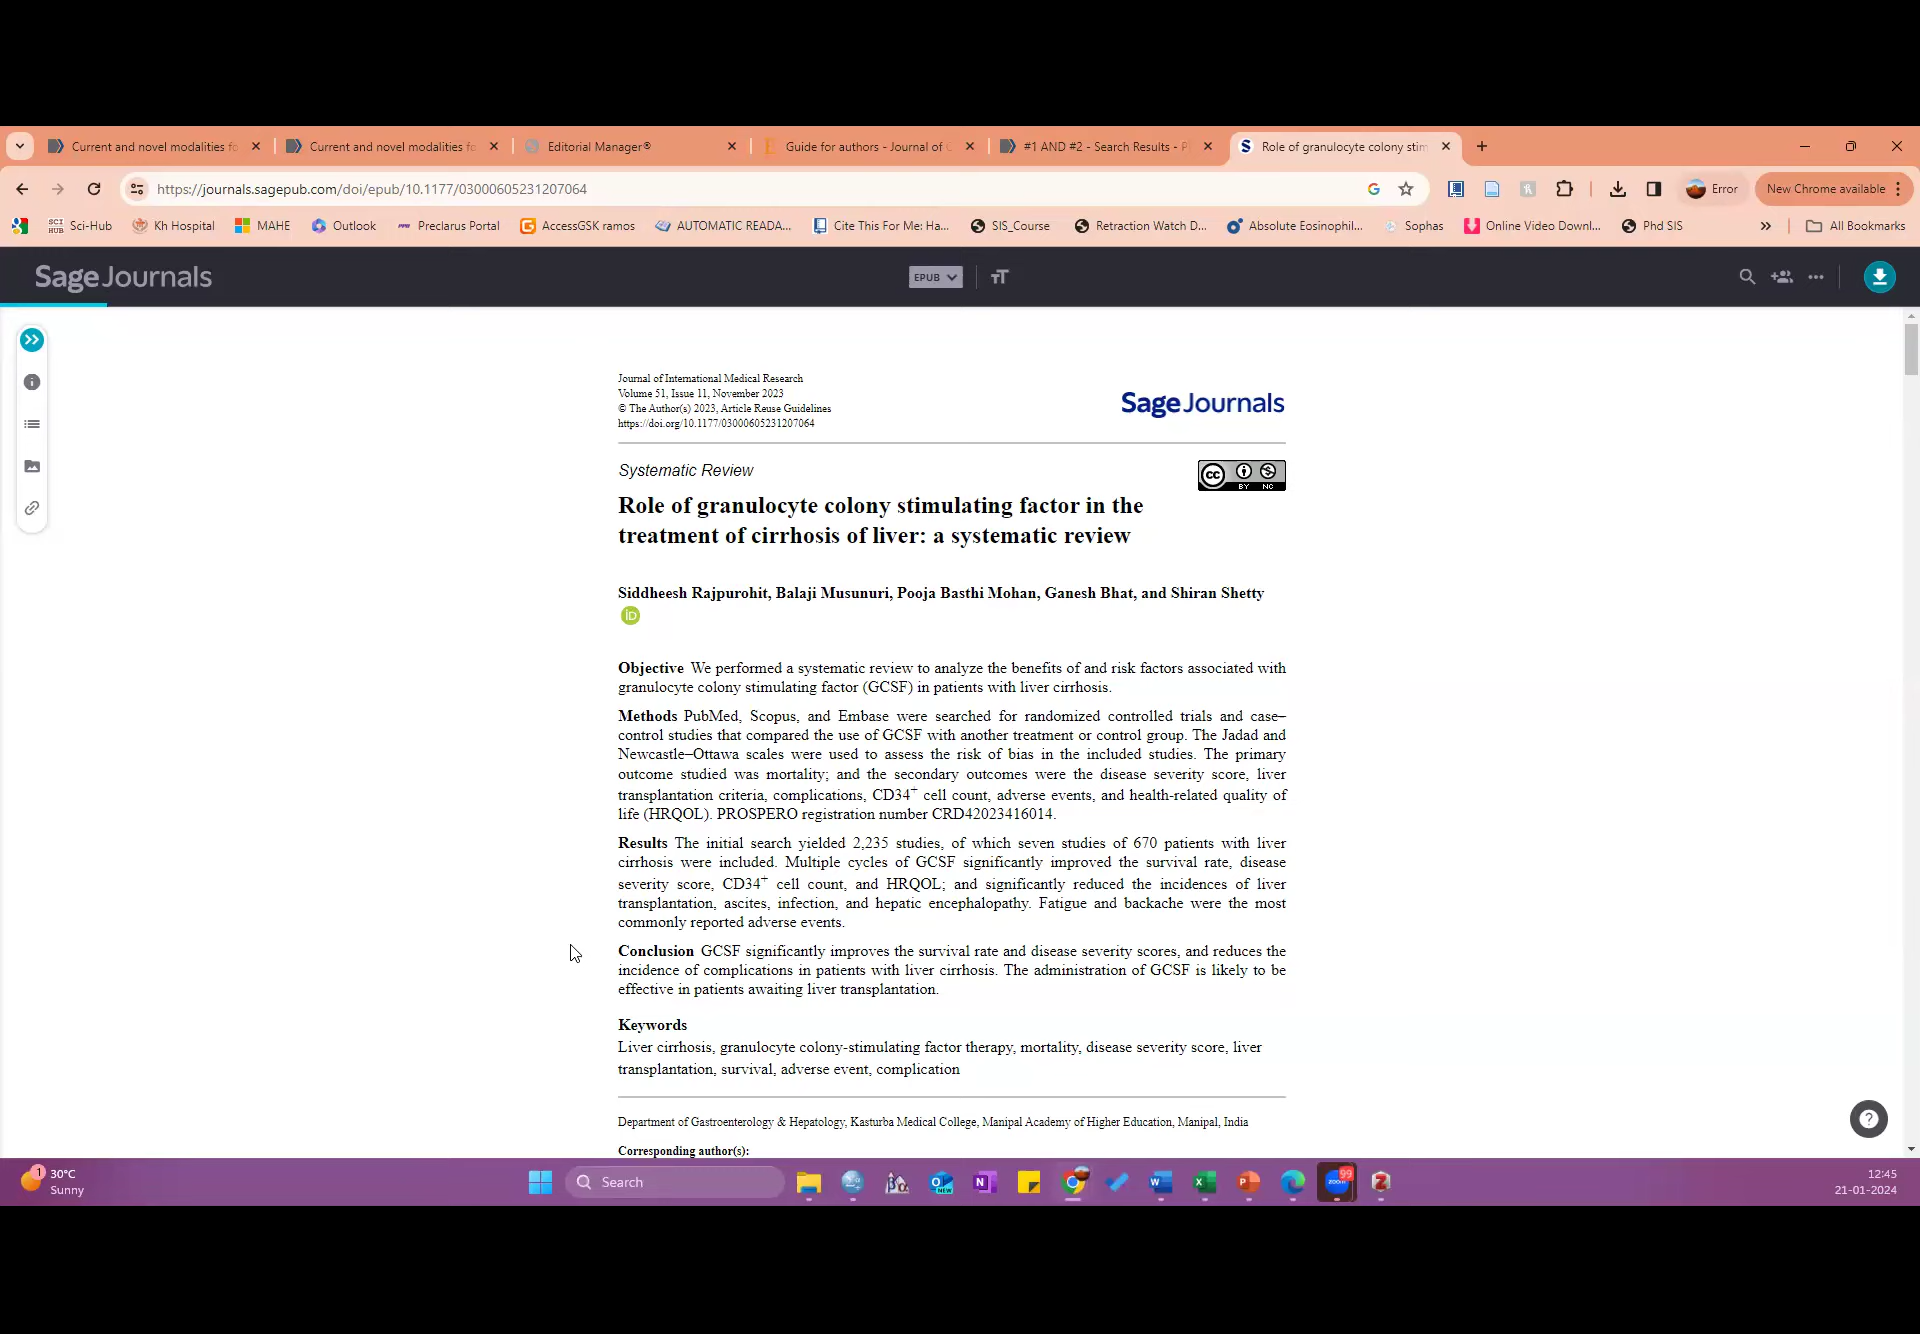 Current and novel modalities fo
Current and novel modalities fo
Editorial Manager®
Guide for authors - Journal of C
#1 AND #2 - Search Results - P
Role of granulocyte colony stim
https://journals.sagepub.com/doi/epub/10.1177/03000605231207064
Error
New Chrome available
SCI HUB
Sci-Hub
Kh Hospital
MAHE
Outlook
Preclarus Portal
AccessGSK ramos
AUTOMATIC READA...
Cite This For Me: Ha...
SIS_Course
Retraction Watch D...
Absolute Eosinophil...
Sophas
Online Video Downl...
Phd SIS
All Bookmarks
Sage Journals
EPUB
Journal of International Medical Research
Volume 51, Issue 11, November 2023
© The Author(s) 2023, Article Reuse Guidelines
https://doi.org/10.1177/03000605231207064
Sage Journals
Systematic Review
CC BY NC
Role of granulocyte colony stimulating factor in the
treatment of cirrhosis of liver: a systematic review
Siddheesh Rajpurohit, Balaji Musunuri, Pooja Basthi Mohan, Ganesh Bhat, and Shiran Shetty
iD
Objective We performed a systematic review to analyze the benefits of and risk factors associated with
granulocyte colony stimulating factor (GCSF) in patients with liver cirrhosis.
Methods PubMed, Scopus, and Embase were searched for randomized controlled trials and case–
control studies that compared the use of GCSF with another treatment or control group. The Jadad and
Newcastle–Ottawa scales were used to assess the risk of bias in the included studies. The primary
outcome studied was mortality; and the secondary outcomes were the disease severity score, liver
transplantation criteria, complications, CD34⁺ cell count, adverse events, and health-related quality of
life (HRQOL). PROSPERO registration number CRD42023416014.
Results The initial search yielded 2,235 studies, of which seven studies of 670 patients with liver
cirrhosis were included. Multiple cycles of GCSF significantly improved the survival rate, disease
severity score, CD34⁺ cell count, and HRQOL; and significantly reduced the incidences of liver
transplantation, ascites, infection, and hepatic encephalopathy. Fatigue and backache were the most
commonly reported adverse events.
Conclusion GCSF significantly improves the survival rate and disease severity scores, and reduces the
incidence of complications in patients with liver cirrhosis. The administration of GCSF is likely to be
effective in patients awaiting liver transplantation.
Keywords
Liver cirrhosis, granulocyte colony-stimulating factor therapy, mortality, disease severity score, liver
transplantation, survival, adverse event, complication
Department of Gastroenterology & Hepatology, Kasturba Medical College, Manipal Academy of Higher Education, Manipal, India
Corresponding author(s):
1
30°C
Sunny
Search
NEW
zoom
99
12:45
21-01-2024